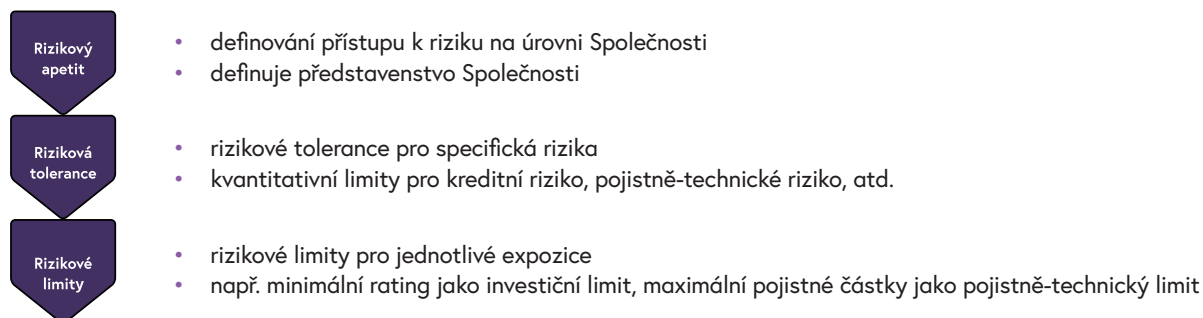 Rizikový
apetit
• definování přístupu k riziku na úrovni Společnosti
• definuje představenstvo Společnosti
Riziková
tolerance
• rizikové tolerance pro specifická rizika
• kvantitativní limity pro kreditní riziko, pojistně-technické riziko, atd.
Rizikové
limity
• rizikové limity pro jednotlivé expozice
• např. minimální rating jako investiční limit, maximální pojistné částky jako pojistně-technický limit